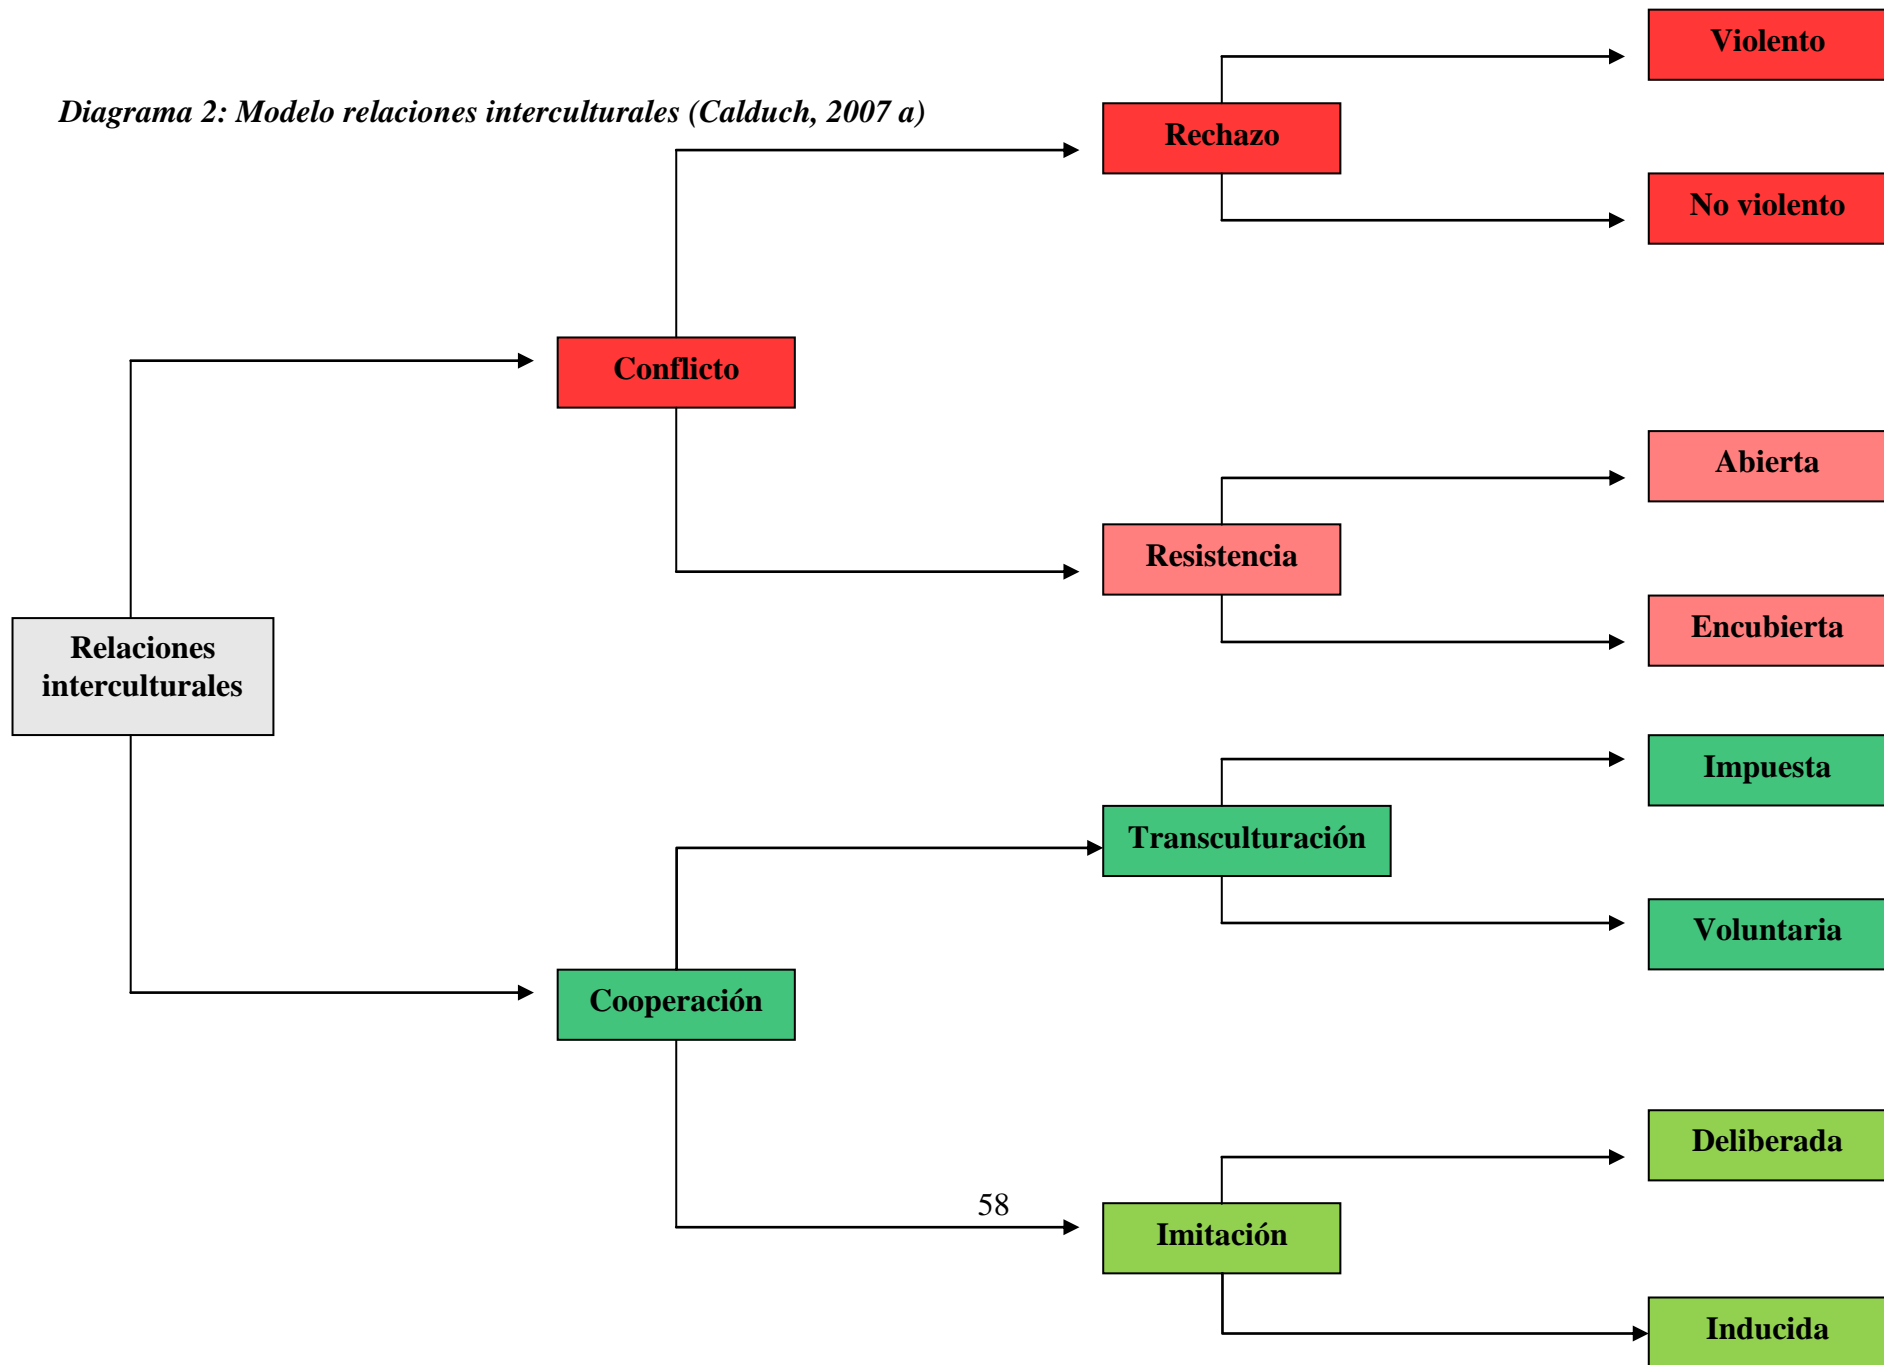 Diagrama 2: Modelo relaciones interculturales (Calduch, 2007 a)
Relaciones
interculturales
Conflicto
Rechazo
Violento
No violento
Resistencia
Abierta
Encubierta
Cooperación
Transculturación
Impuesta
Voluntaria
58
Imitación
Deliberada
Inducida